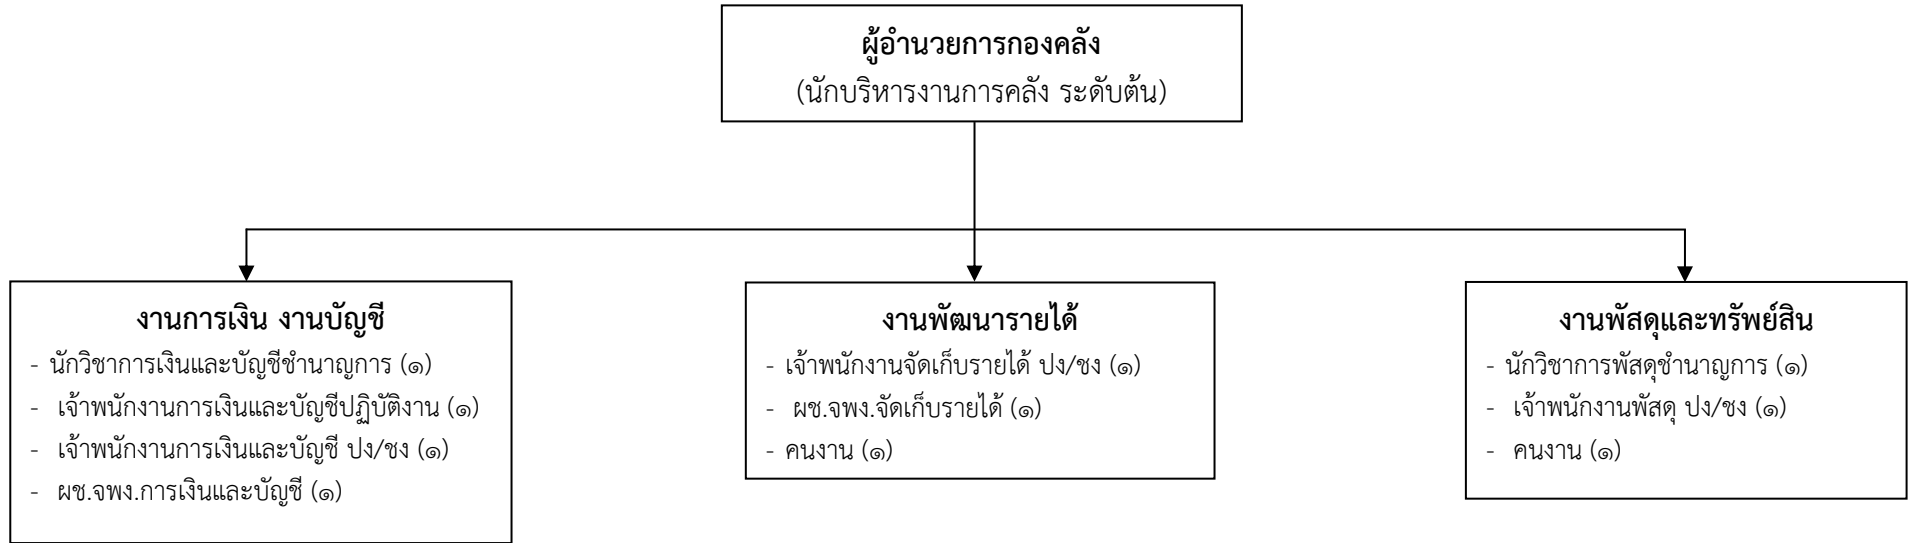 ผู้อำนวยการกองคลัง
(นักบริหารงานการคลัง ระดับต้น)
งานการเงิน งานบัญชี
- นักวิชาการเงินและบัญชีชำนาญการ (๑)
- เจ้าพนักงานการเงินและบัญชีปฏิบัติงาน (๑)
- เจ้าพนักงานการเงินและบัญชี ปง/ชง (๑)
- ผช.จพง.การเงินและบัญชี (๑)
งานพัฒนารายได้
- เจ้าพนักงานจัดเก็บรายได้ ปง/ชง (๑)
- ผช.จพง.จัดเก็บรายได้ (๑)
- คนงาน (๑)
งานพัสดุและทรัพย์สิน
- นักวิชาการพัสดุชำนาญการ (๑)
- เจ้าพนักงานพัสดุ ปง/ชง (๑)
- คนงาน (๑)